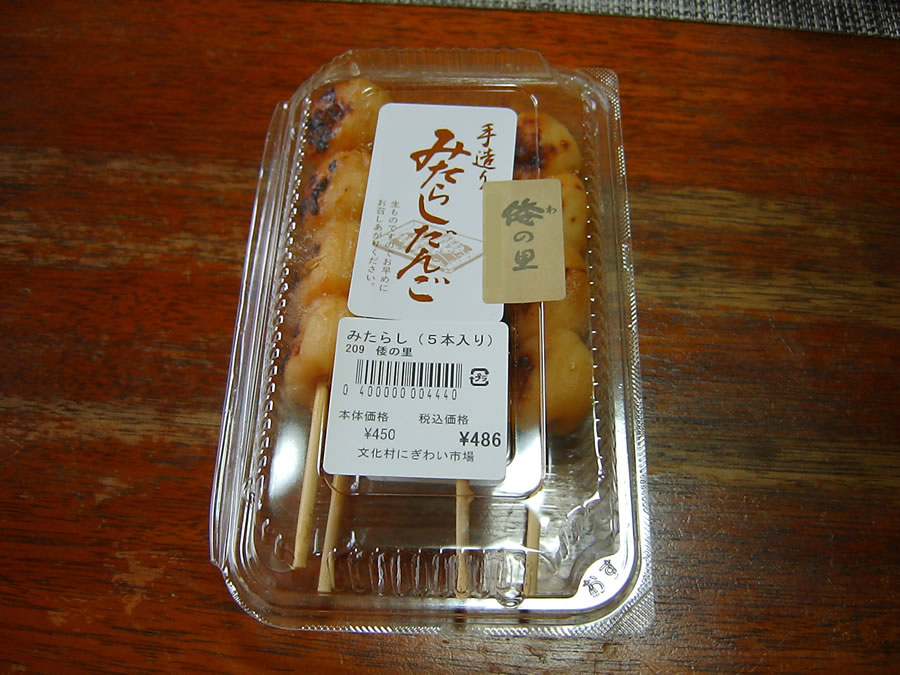 手造り
みたらしだんご
生ものですのでお早めに
お召しあがりください。
わ
倭の里
みたらし（５本入り）
209 倭の里
0 400000 004440
プラ
本体価格 税込価格
¥450 ¥486
文化村にぎわい市場